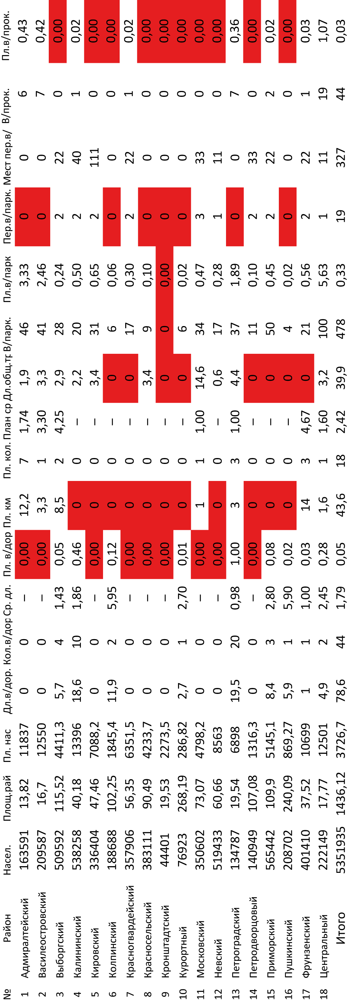 № Район Насел. Площ.рай Пл. нас Дл.в/дор. Кол.в/дор Ср. дл. Пл. в/дор Пл. км Пл. кол. План ср Дл.общ.тр В/парк. Пл.в/парк Пер.в/парк. Мест пер.в/ В/прок. Пл.в/прок.
1 Адмиралтейский 163591 13,82 11837 0 0 – 0,00 12,2 7 1,74 1,9 46 3,33 0 0 6 0,43
2 Василеостровский 209587 16,7 12550 0 0 – 0,00 3,3 1 3,30 3,3 41 2,46 0 0 7 0,42
3 Выборгский 509592 115,52 4411,3 5,7 4 1,43 0,05 8,5 2 4,25 2,9 28 0,24 2 22 0 0,00
4 Калининский 538258 40,18 13396 18,6 10 1,86 0,46 0 0 – 2,2 20 0,50 2 40 1 0,02
5 Кировский 336404 47,46 7088,2 0 0 – 0,00 0 0 – 3,4 31 0,65 2 111 0 0,00
6 Колпинский 188688 102,25 1845,4 11,9 2 5,95 0,12 0 0 – 0 6 0,06 0 0 0 0,00
7 Красногвардейский 357906 56,35 6351,5 0 0 – 0,00 0 0 – 0 17 0,30 2 22 1 0,02
8 Красносельский 383111 90,49 4233,7 0 0 – 0,00 0 0 – 3,4 9 0,10 0 0 0 0,00
9 Кронштадтский 44401 19,53 2273,5 0 0 – 0,00 0 0 – 0 0 0,00 0 0 0 0,00
10 Курортный 76923 268,19 286,82 2,7 1 2,70 0,01 0 0 – 0 6 0,02 0 0 0 0,00
11 Московский 350602 73,07 4798,2 0 0 – 0,00 1 1 1,00 14,6 34 0,47 3 33 0 0,00
12 Невский 519433 60,66 8563 0 0 – 0,00 0 0 – 0,6 17 0,28 1 11 0 0,00
13 Петроградский 134787 19,54 6898 19,5 20 0,98 1,00 3 3 1,00 4,4 37 1,89 0 0 7 0,36
14 Петродворцовый 140949 107,08 1316,3 0 0 – 0,00 0 0 – 0 11 0,10 2 33 0 0,00
15 Приморский 565442 109,9 5145,1 8,4 3 2,80 0,08 0 0 – 0 50 0,45 2 22 2 0,02
16 Пушкинский 208702 240,09 869,27 5,9 1 5,90 0,02 0 0 – 0 4 0,02 0 0 0 0,00
17 Фрунзенский 401410 37,52 10699 1 1 1,00 0,03 14 3 4,67 0 21 0,56 2 22 1 0,03
18 Центральный 222149 17,77 12501 4,9 2 2,45 0,28 1,6 1 1,60 3,2 100 5,63 1 11 19 1,07
Итого 5351935 1436,12 3726,7 78,6 44 1,79 0,05 43,6 18 2,42 39,9 478 0,33 19 327 44 0,03